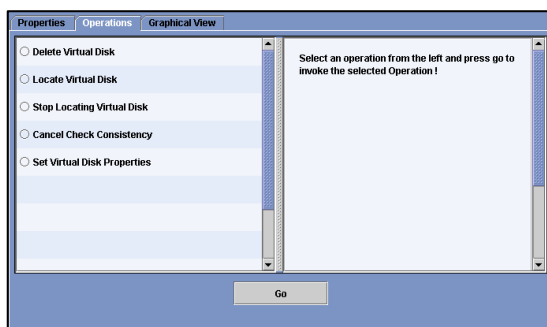 Properties Operations Graphical View
Delete Virtual Disk
Locate Virtual Disk
Stop Locating Virtual Disk
Cancel Check Consistency
Set Virtual Disk Properties
Select an operation from the left and press go to
invoke the selected Operation !
Go